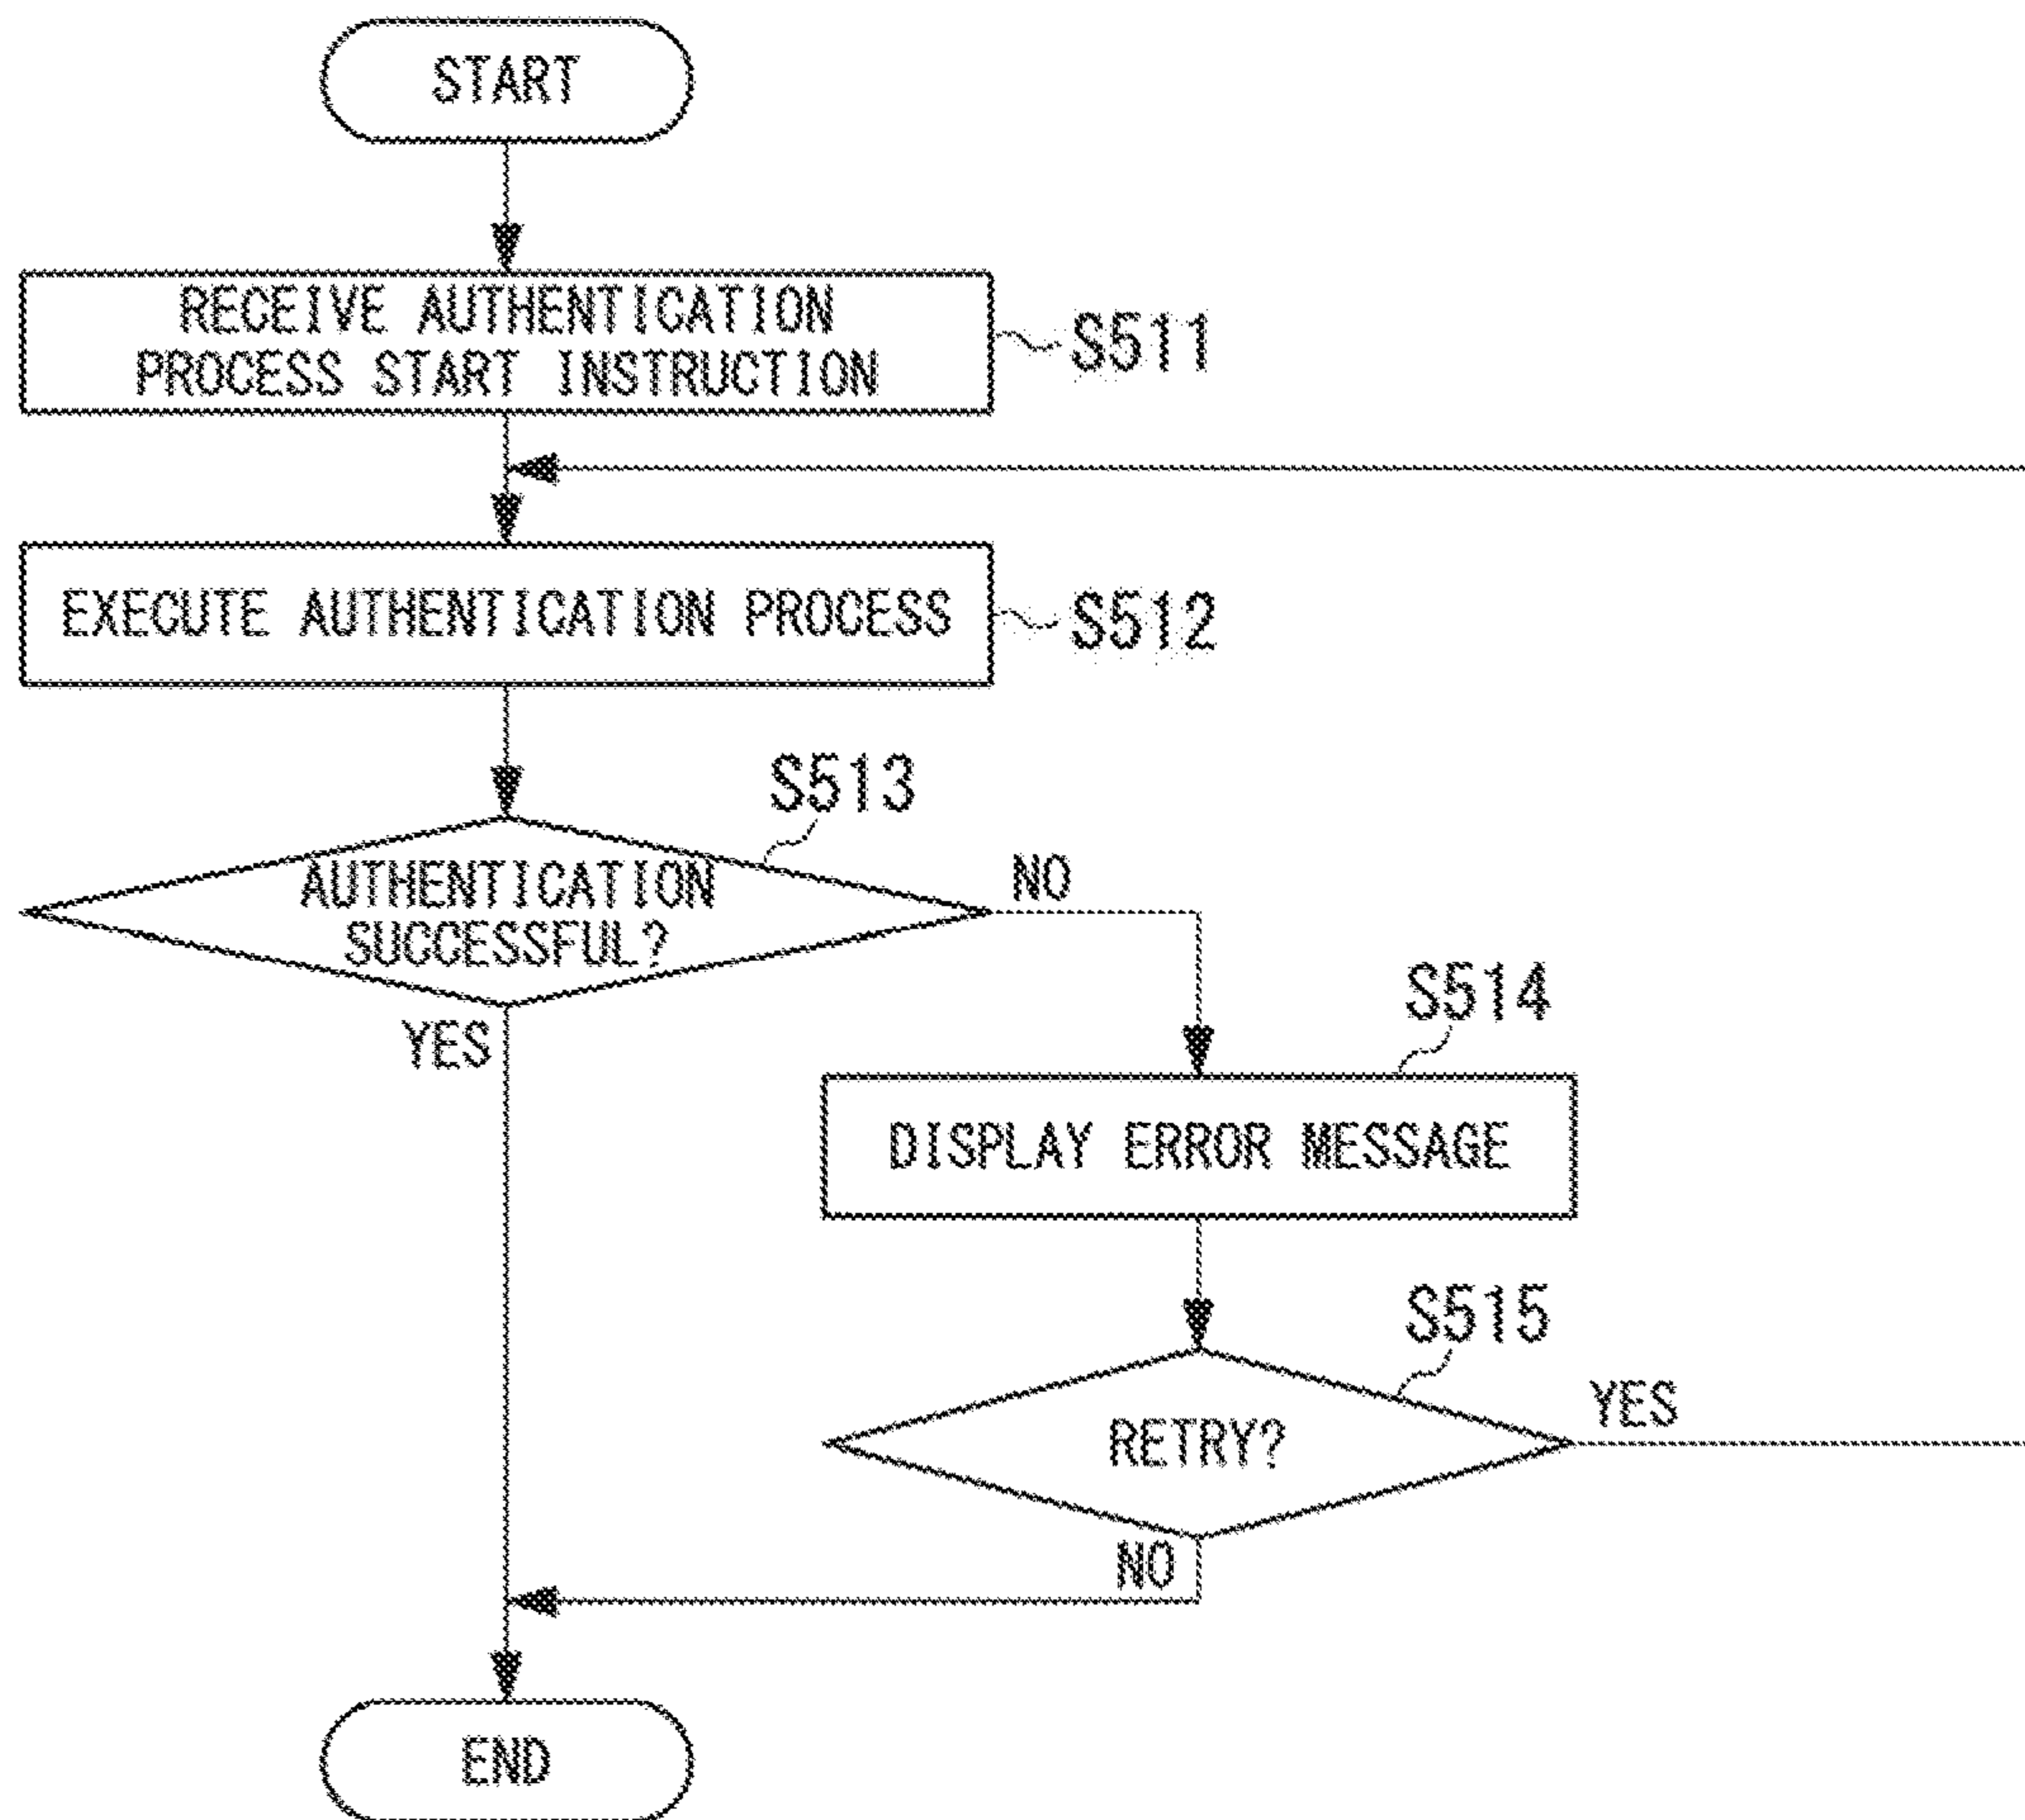 START
RECEIVE AUTHENTICATION
PROCESS START INSTRUCTION
S511
EXECUTE AUTHENTICATION PROCESS
S512
S513
AUTHENTICATION
SUCCESSFUL?
NO
YES
S514
DISPLAY ERROR MESSAGE
S515
RETRY?
YES
NO
END